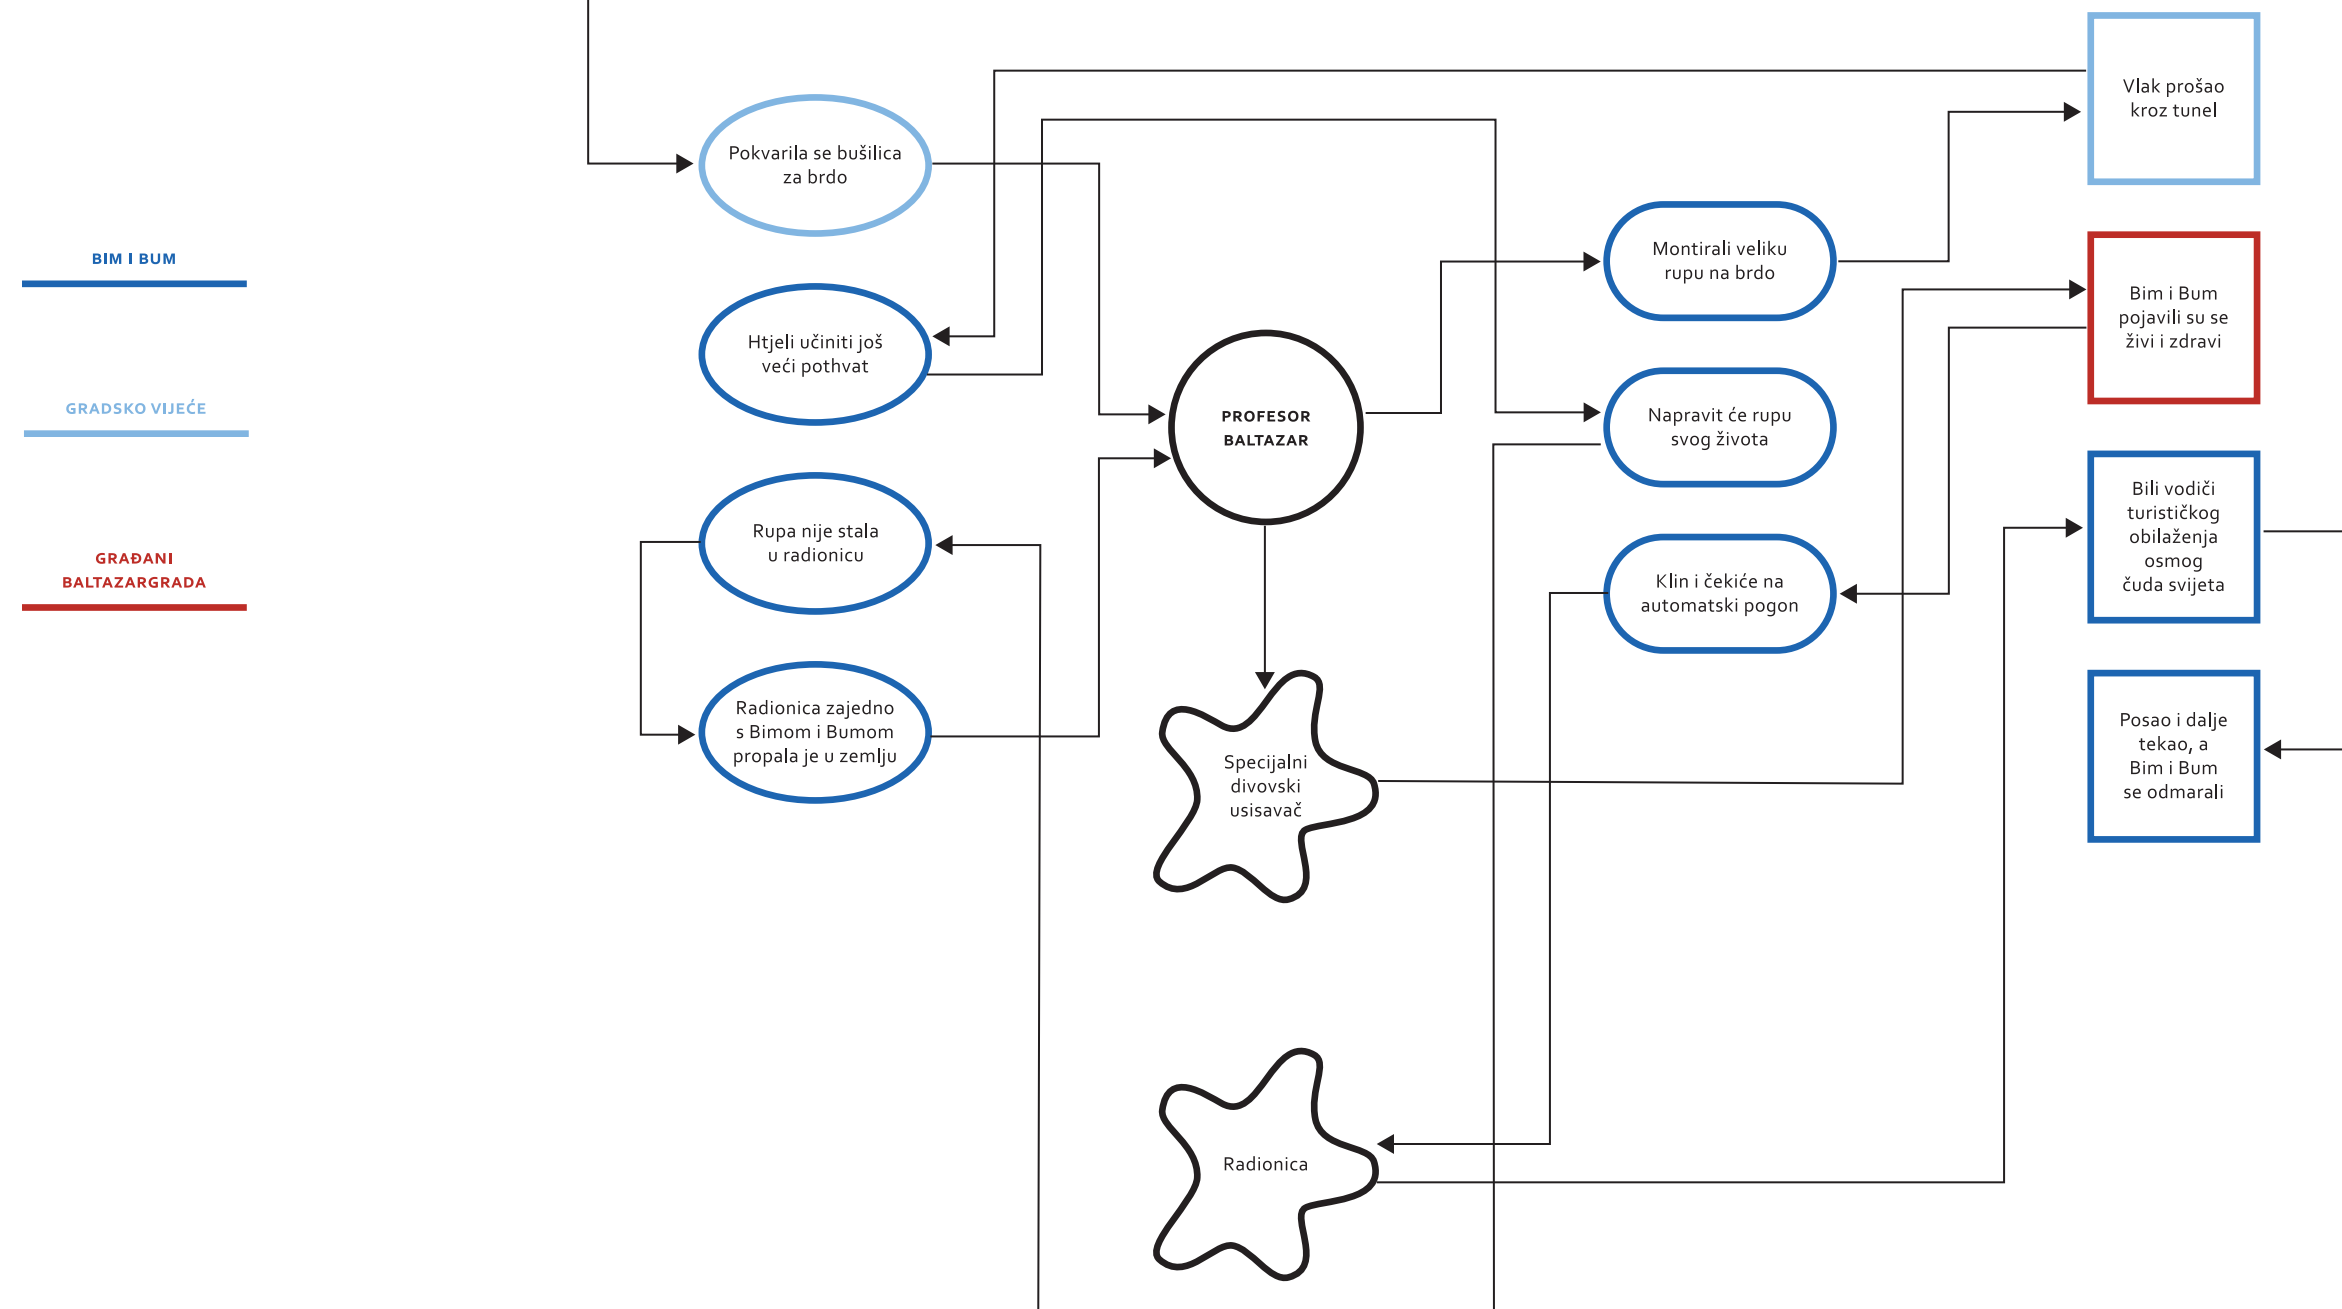 BIM I BUM
GRADSKO VIJEĆE
GRAĐANI
BALTAZARGRADA
Pokvarila se bušilica
za brdo
Htjeli učiniti još
veći pothvat
Rupa nije stala
u radionicu
Radionica zajedno
s Bimom i Bumom
propala je u zemlju
PROFESOR
BALTAZAR
Specijalni
divovski
usisavač
Radionica
Montirali veliku
rupu na brdo
Napravit će rupu
svog života
Klin i čekiće na
automatski pogon
Vlak prošao
kroz tunel
Bim i Bum
pojavili su se
živi i zdravi
Bili vodiči
turističkog
obilaženja
osmog
čuda svijeta
Posao i dalje
tekao, a
Bim i Bum
se odmarali